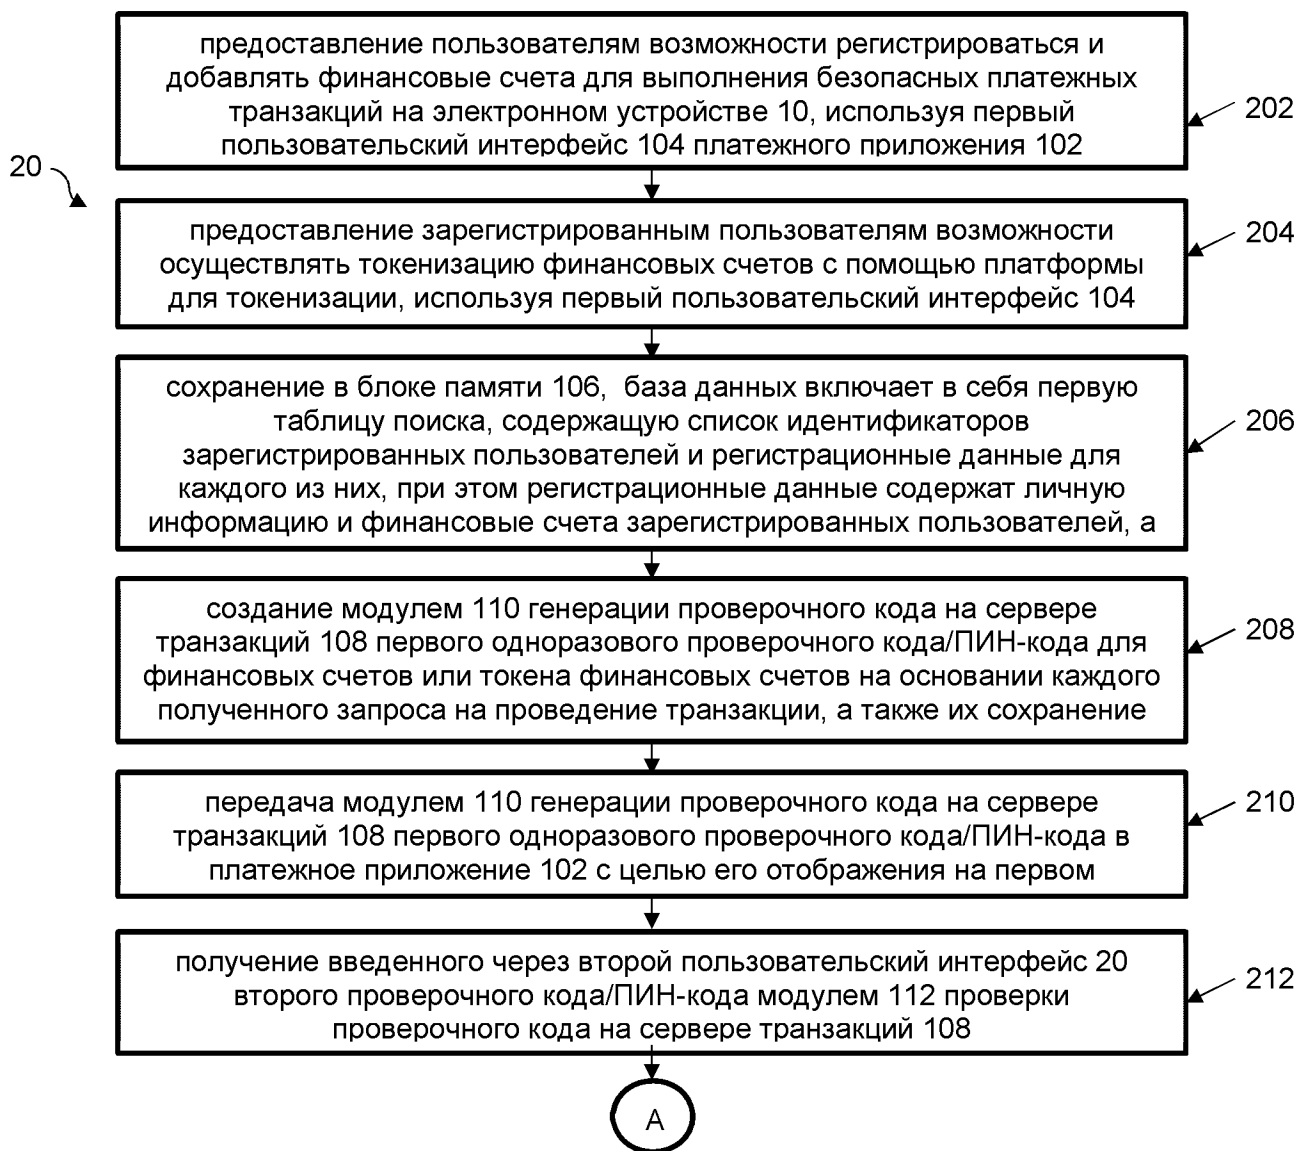 предоставление пользователям возможности регистрироваться и
добавлять финансовые счета для выполнения безопасных платежных
транзакций на электронном устройстве 10, используя первый
пользовательский интерфейс 104 платежного приложения 102
202
20
предоставление зарегистрированным пользователям возможности
осуществлять токенизацию финансовых счетов с помощью платформы
для токенизации, используя первый пользовательский интерфейс 104
204
сохранение в блоке памяти 106, база данных включает в себя первую
таблицу поиска, содержащую список идентификаторов
зарегистрированных пользователей и регистрационные данные для
каждого из них, при этом регистрационные данные содержат личную
информацию и финансовые счета зарегистрированных пользователей, а
206
создание модулем 110 генерации проверочного кода на сервере
транзакций 108 первого одноразового проверочного кода/ПИН-кода для
финансовых счетов или токена финансовых счетов на основании каждого
полученного запроса на проведение транзакции, а также их сохранение
208
передача модулем 110 генерации проверочного кода на сервере
транзакций 108 первого одноразового проверочного кода/ПИН-кода в
платежное приложение 102 с целью его отображения на первом
210
получение введенного через второй пользовательский интерфейс 20
второго проверочного кода/ПИН-кода модулем 112 проверки
проверочного кода на сервере транзакций 108
212
А